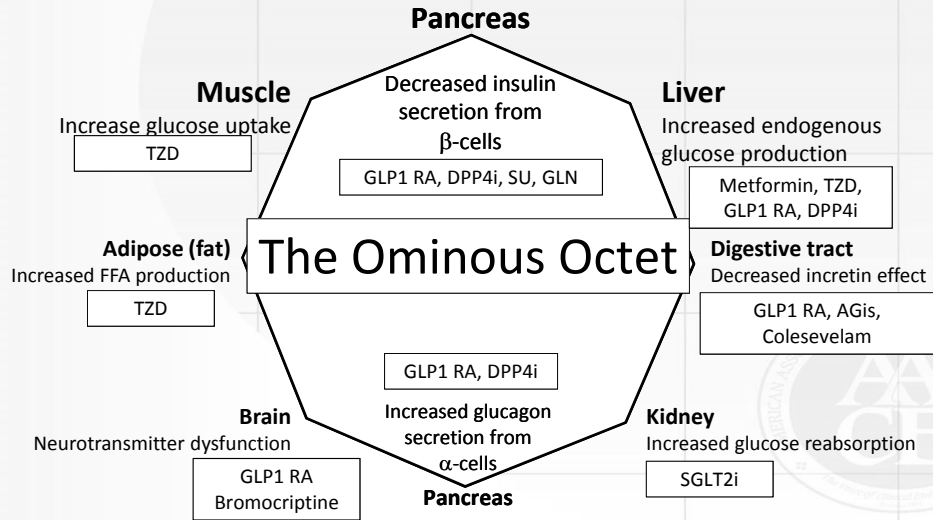 Pancreas
Decreased insulin
secretion from
β-cells
GLP1 RA, DPP4i, SU, GLN
Muscle
Increase glucose uptake
TZD
Liver
Increased endogenous
glucose production
Metformin, TZD,
GLP1 RA, DPP4i
The Ominous Octet
Adipose (fat)
Increased FFA production
TZD
Digestive tract
Decreased incretin effect
GLP1 RA, AGis,
Colesevelam
GLP1 RA, DPP4i
Increased glucagon
secretion from
α-cells
Pancreas
Brain
Neurotransmitter dysfunction
GLP1 RA
Bromocriptine
Kidney
Increased glucose reabsorption
SGLT2i